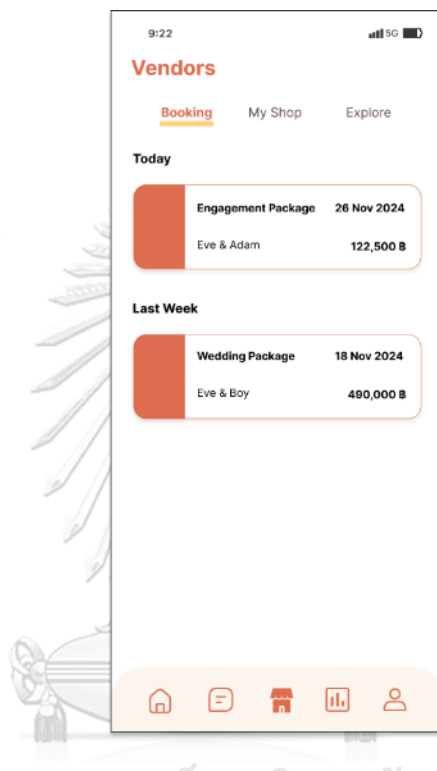 9:22 5G
Vendors
Booking My Shop Explore
Today
Engagement Package 26 Nov 2024
Eve & Adam 122,500 ฿
Last Week
Wedding Package 18 Nov 2024
Eve & Boy 490,000 ฿